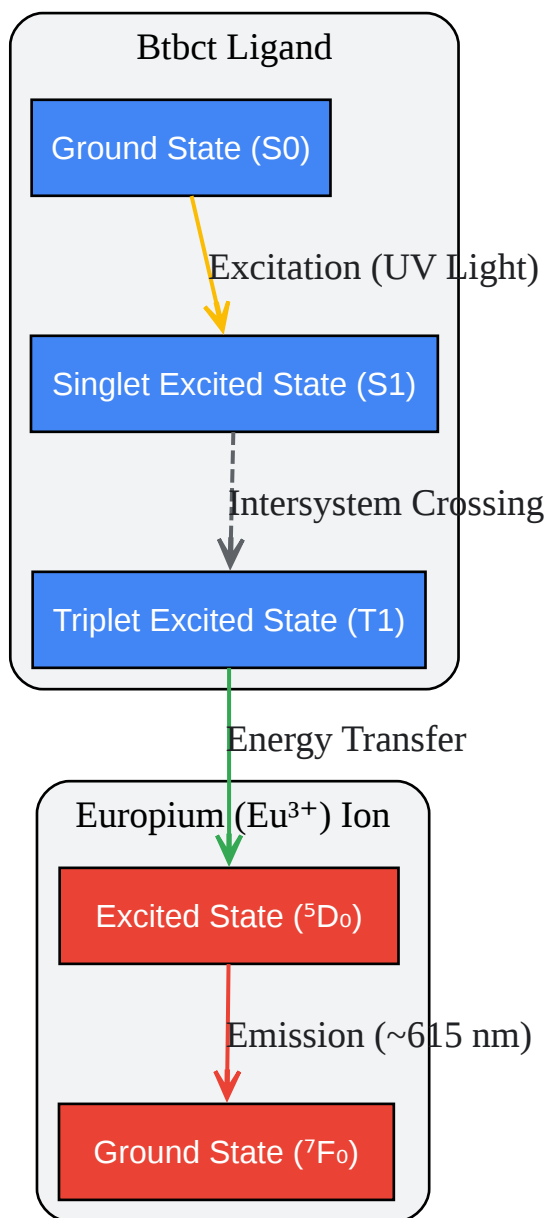 Btbct Ligand
Ground State (S0)
Excitation (UV Light)
Singlet Excited State (S1)
Intersystem Crossing
Triplet Excited State (T1)
Energy Transfer
Europium (Eu³⁺) Ion
Excited State (⁵D₀)
Emission (~615 nm)
Ground State (⁷F₀)